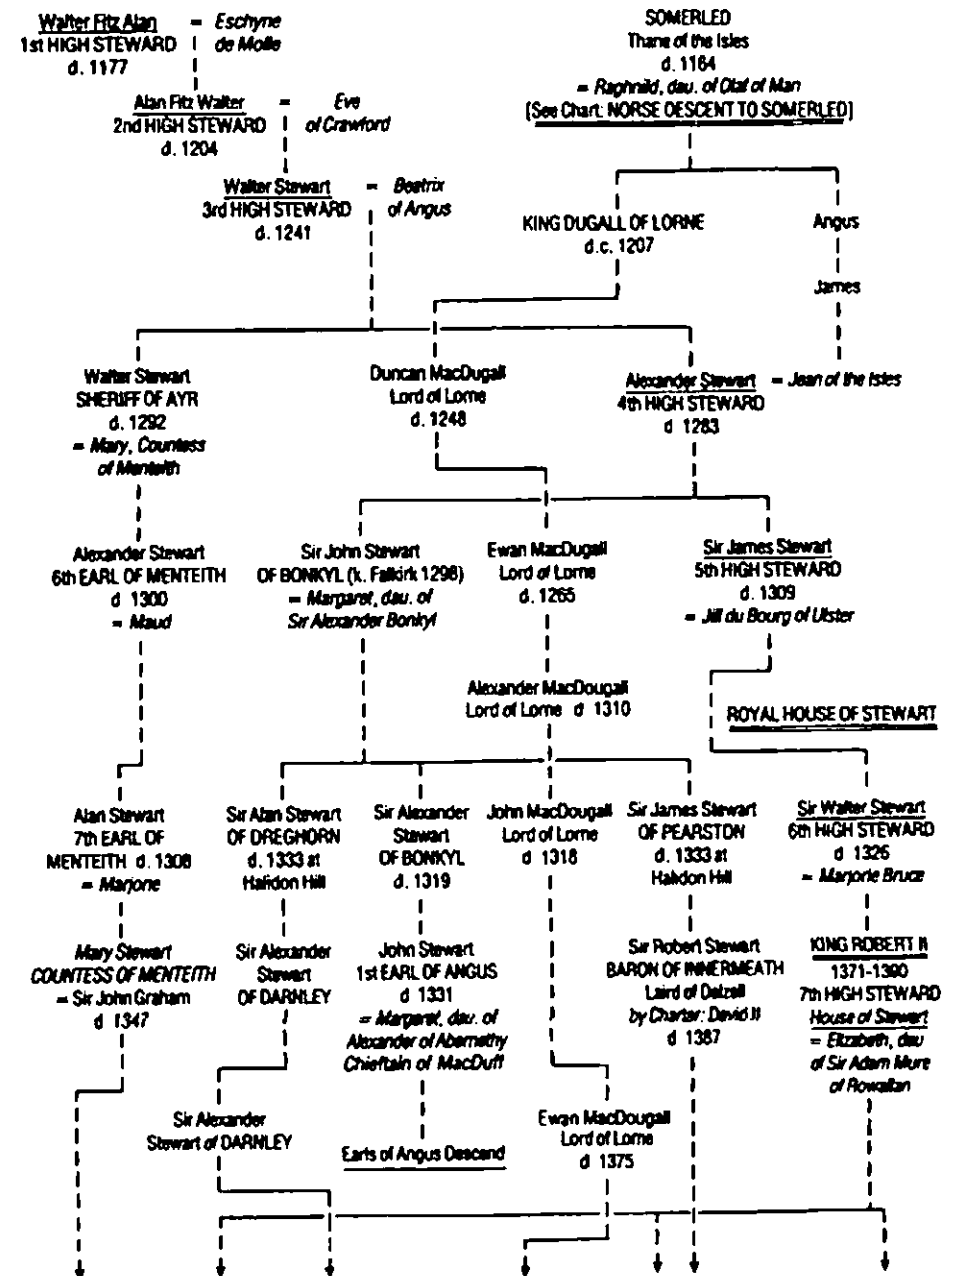 Walter Fitz Alan
1st HIGH STEWARD
d. 1177
= Eschyne
de Molle
SOMERLED
Thane of the Isles
d. 1164
= Raghnild, dau. of Olaf of Man
[See Chart: NORSE DESCENT TO SOMERLED]
Alan Fitz Walter
2nd HIGH STEWARD
d. 1204
= Eve
of Crawford
Walter Stewart
3rd HIGH STEWARD
d. 1241
= Beatrix
of Angus
KING DUGALL OF LORNE
d.c. 1207
Angus
James
Walter Stewart
SHERIFF OF AYR
d. 1292
= Mary, Countess
of Menteith
Duncan MacDugall
Lord of Lorne
d. 1248
Alexander Stewart
4th HIGH STEWARD
d 1283
= Jean of the Isles
Alexander Stewart
6th EARL OF MENTEITH
d 1300
= Maud
Sir John Stewart
OF BONKYL (k. Falkirk 1298)
= Margaret, dau. of
Sir Alexander Bonkyl
Ewan MacDugall
Lord of Lorne
d. 1265
Sir James Stewart
5th HIGH STEWARD
d. 1309
= Jill du Bourg of Ulster
Alexander MacDougall
Lord of Lorne d 1310
ROYAL HOUSE OF STEWART
Alan Stewart
7th EARL OF
MENTEITH d. 1308
= Marjorie
Sir Alan Stewart
OF DREGHORN
d. 1333 at
Halidon Hill
Sir Alexander
Stewart
OF BONKYL
d. 1319
John MacDougall
Lord of Lorne
d 1318
Sir James Stewart
OF PEARSTON
d. 1333 at
Halidon Hill
Sir Walter Stewart
6th HIGH STEWARD
d 1326
= Marjorie Bruce
Mary Stewart
COUNTESS OF MENTEITH
= Sir John Graham
d 1347
Sir Alexander
Stewart
OF DARNLEY
John Stewart
1st EARL OF ANGUS
d 1331
= Margaret, dau. of
Alexander of Abernethy
Chieftain of MacDuff
Sir Robert Stewart
BARON OF INNERMEATH
Laird of Dalzell
by Charter: David II
d 1387
KING ROBERT II
1371-1390
7th HIGH STEWARD
House of Stewart
= Elizabeth, dau
of Sir Adam Mure
of Rowallan
Sir Alexander
Stewart of DARNLEY
Earls of Angus Descend
Ewan MacDougall
Lord of Lorne
d 1375